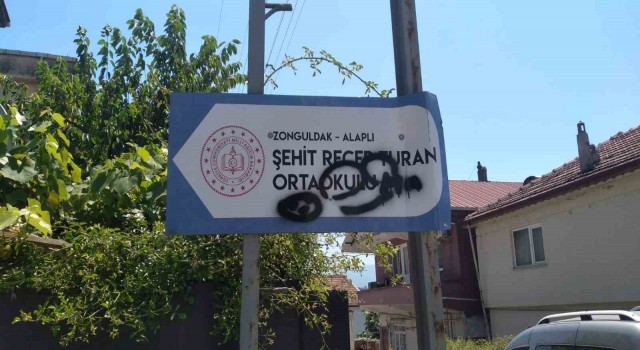 ZONGULDAK - ALAPLI
ŞEHİT RECEP TURAN
ORTAOKULU